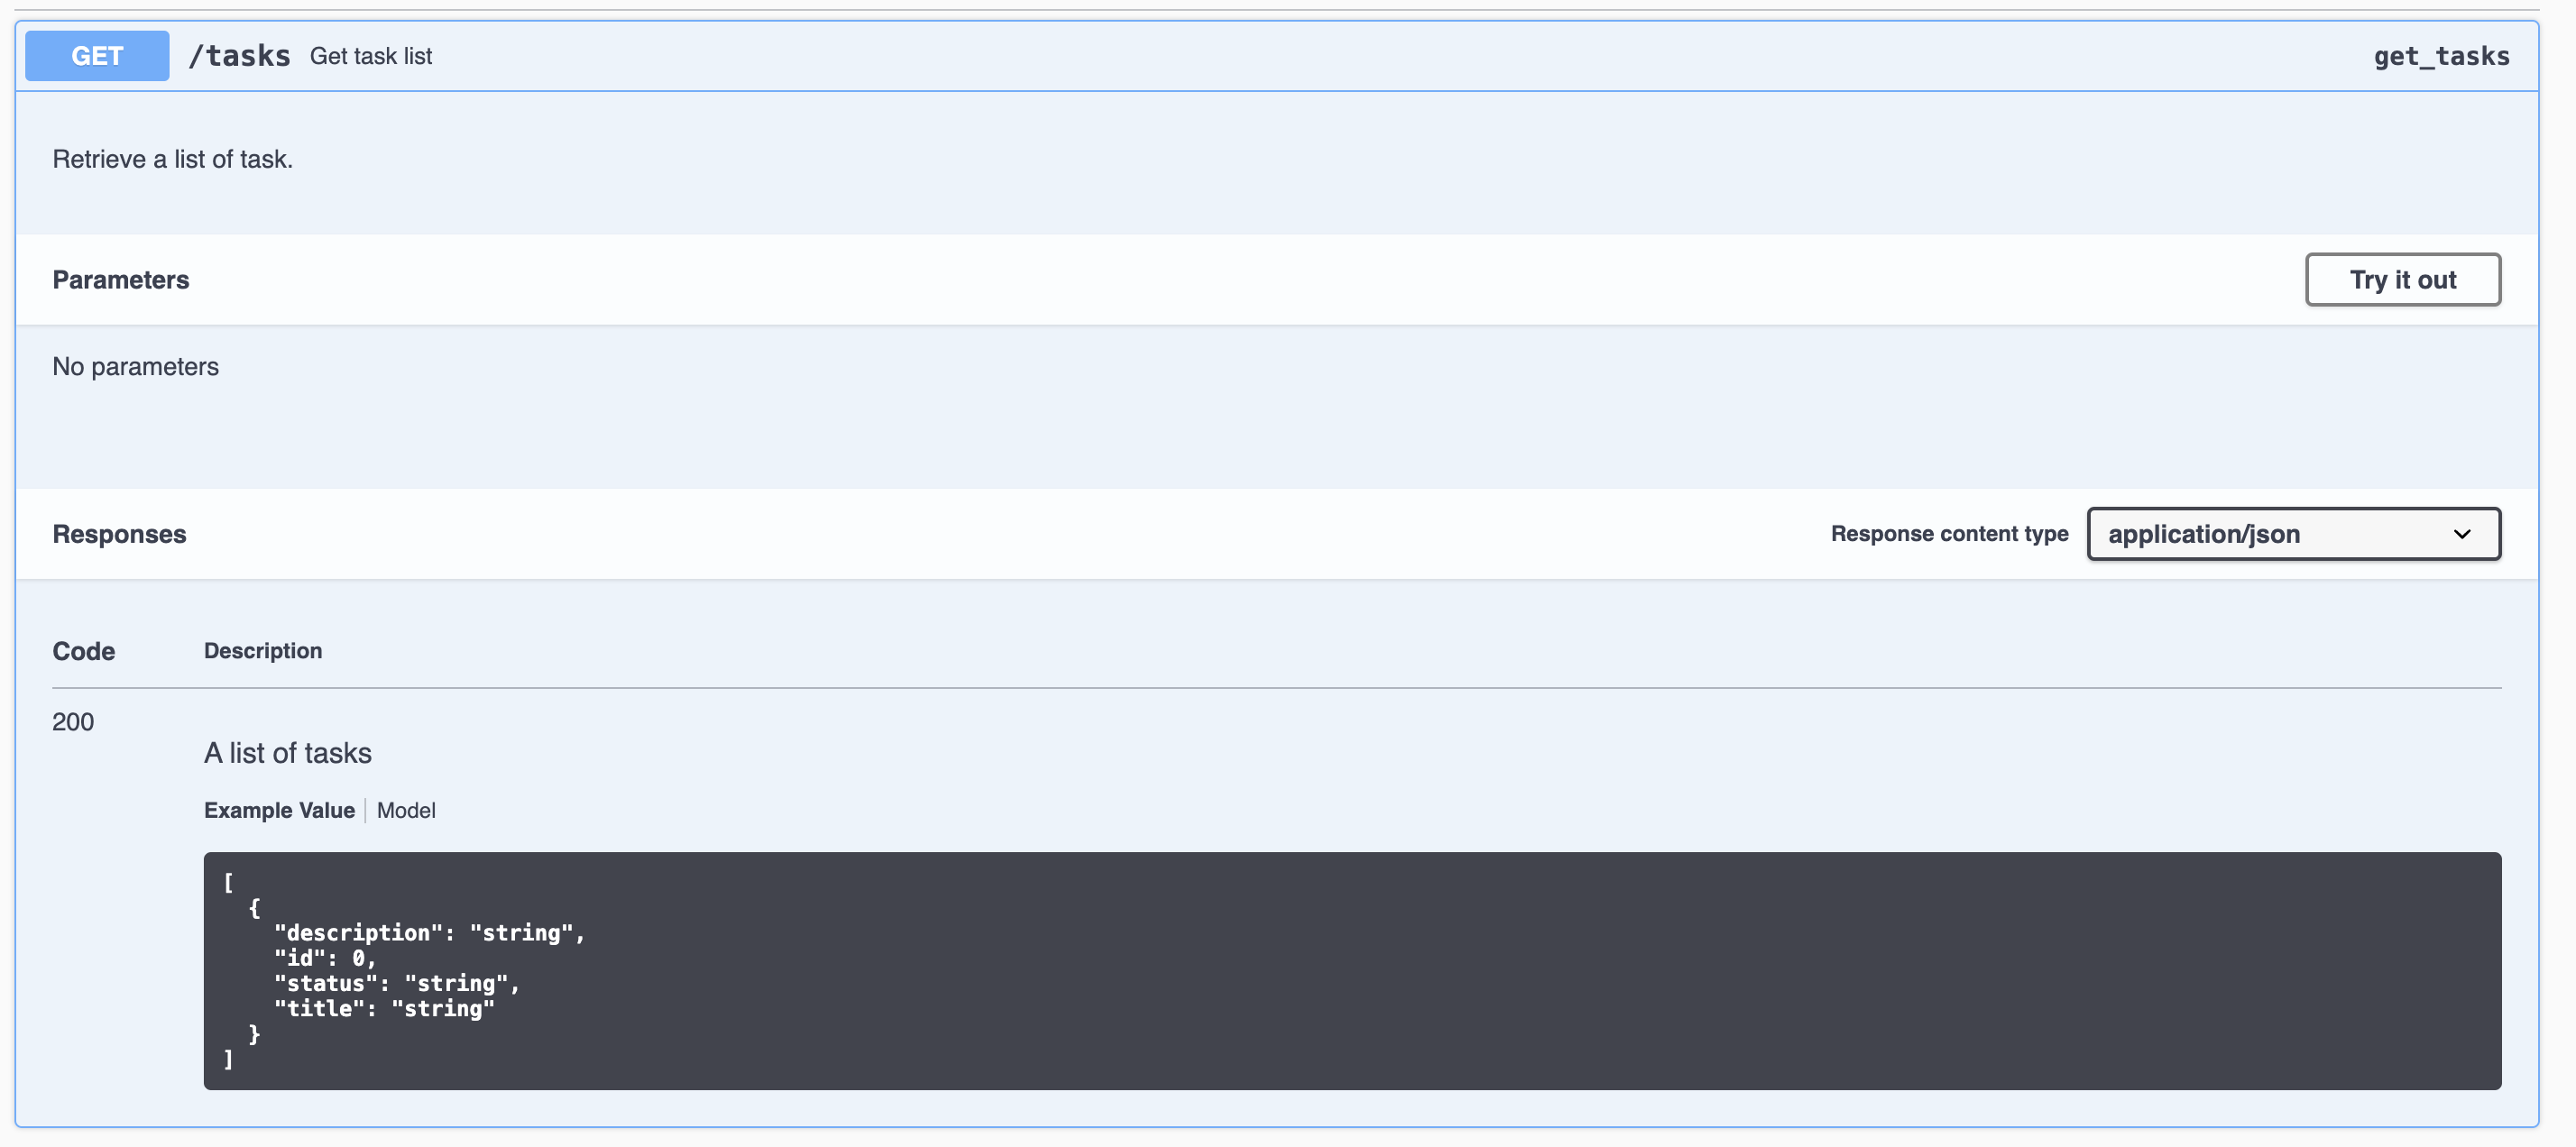 GET /tasks Get task list get_tasks
Retrieve a list of task.
Parameters Try it out
No parameters
Responses Response content type application/json
Code Description
200
A list of tasks
Example Value Model
[
  {
    "description": "string",
    "id": 0,
    "status": "string",
    "title": "string"
  }
]